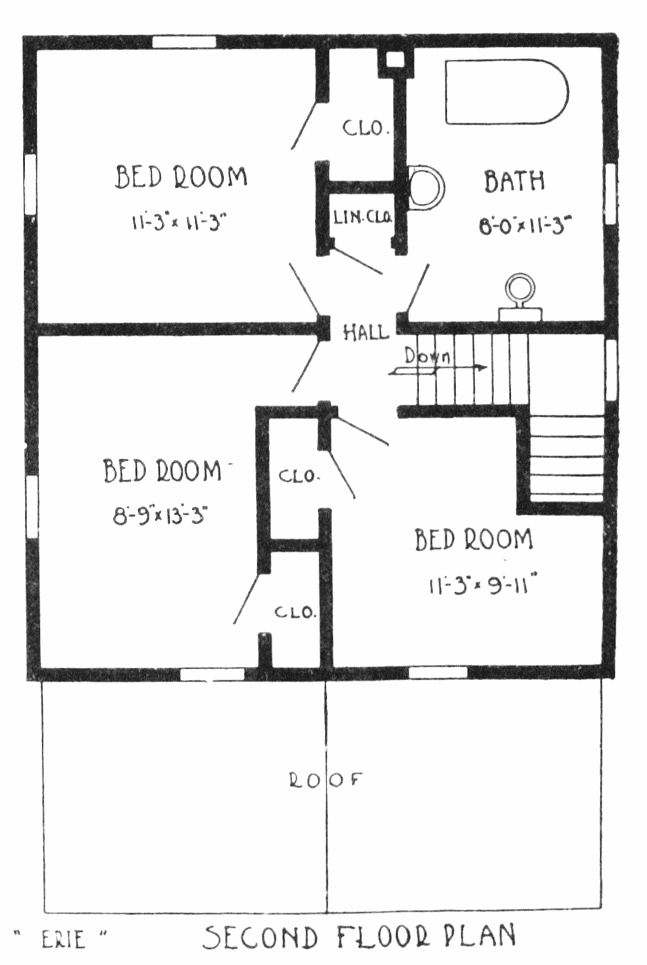 CLO.
BED ROOM
11'-3" x 11'-3"
BATH
8'-0" x 11'-3"
LIN. CLO.
HALL
Down
BED ROOM
8'-9" x 13'-3"
CLO.
BED ROOM
11'-3" x 9'-11"
CLO.
ROOF
" ERIE "
SECOND FLOOR PLAN